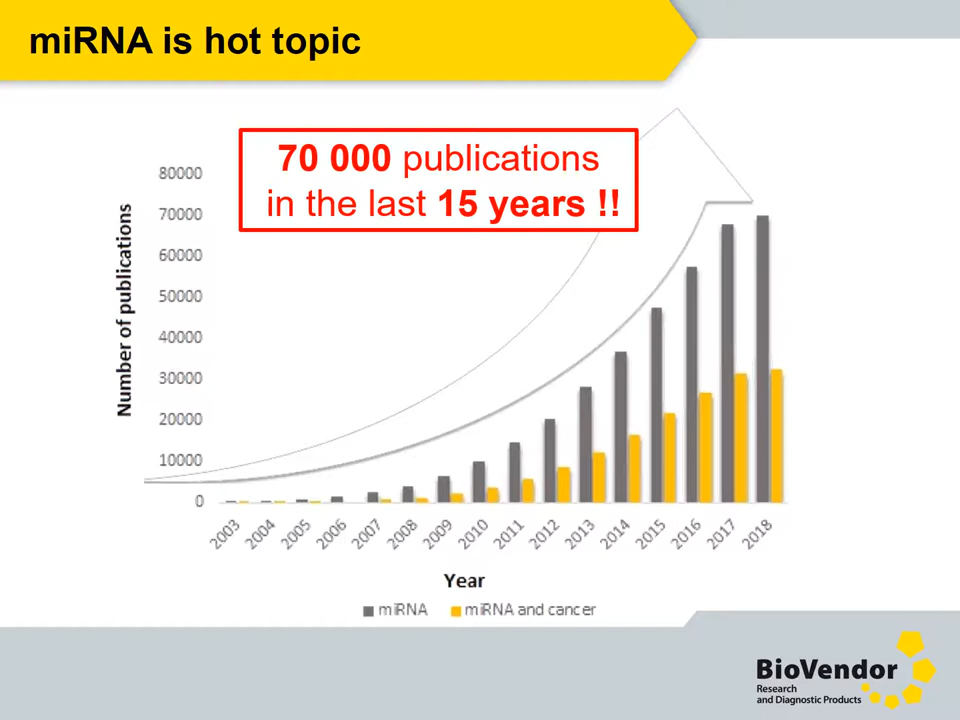 miRNA is hot topic
70 000 publications
in the last 15 years !!
Number of publications
80000
70000
60000
50000
40000
30000
20000
10000
0
2003 2004 2005 2006 2007 2008 2009 2010 2011 2012 2013 2014 2015 2016 2017 2018
Year
miRNA miRNA and cancer
BioVendor
Research
and Diagnostic Products